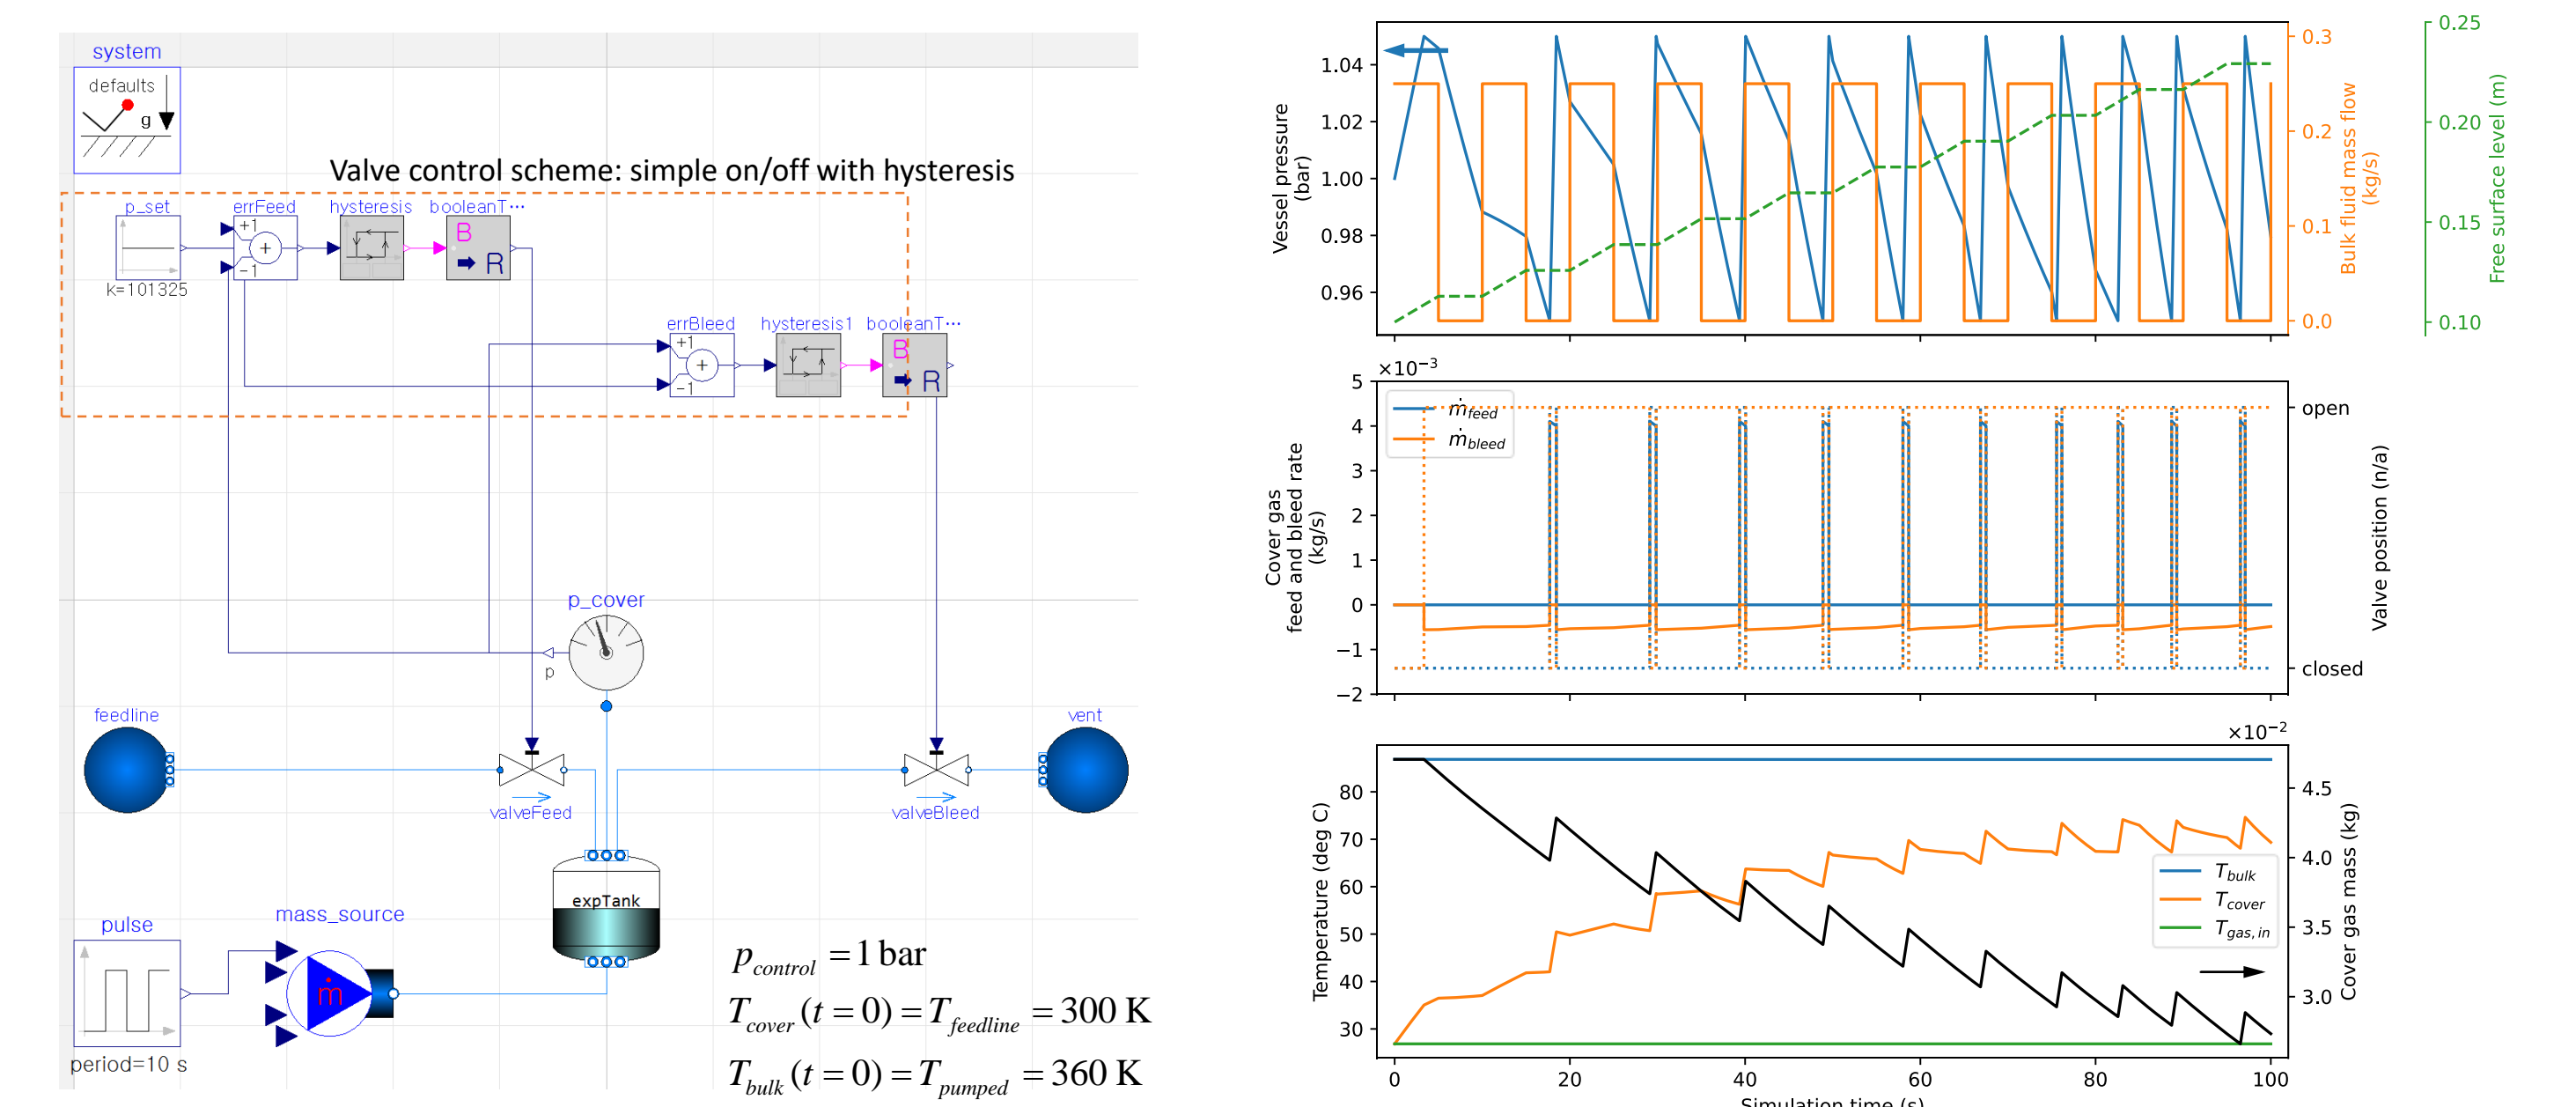 system
defaults
g
Valve control scheme: simple on/off with hysteresis
p_set
errFeed
hysteresis
booleanT⋯
+1
+
−1
B
R
k=101325
errBleed
hysteresis1
booleanT⋯
+1
+
−1
B
R
p_cover
p
feedline
vent
valveFeed
valveBleed
expTank
pulse
mass_source
ṁ
period=10 s
p_control = 1 bar
T_cover (t = 0) = T_feedline = 300 K
T_bulk (t = 0) = T_pumped = 360 K
Vessel pressure
(bar)
1.04
1.02
1.00
0.98
0.96
0.3
0.2
0.1
0.0
Bulk fluid mass flow
(kg/s)
0.25
0.20
0.15
0.10
Free surface level (m)
×10⁻³
Cover gas
feed and bleed rate
(kg/s)
5
4
3
2
1
0
−1
−2
ṁ_feed
ṁ_bleed
open
closed
Valve position (n/a)
×10⁻²
Temperature (deg C)
80
70
60
50
40
30
4.5
4.0
3.5
3.0
Cover gas mass (kg)
T_bulk
T_cover
T_gas, in
0 20 40 60 80 100
Simulation time (s)